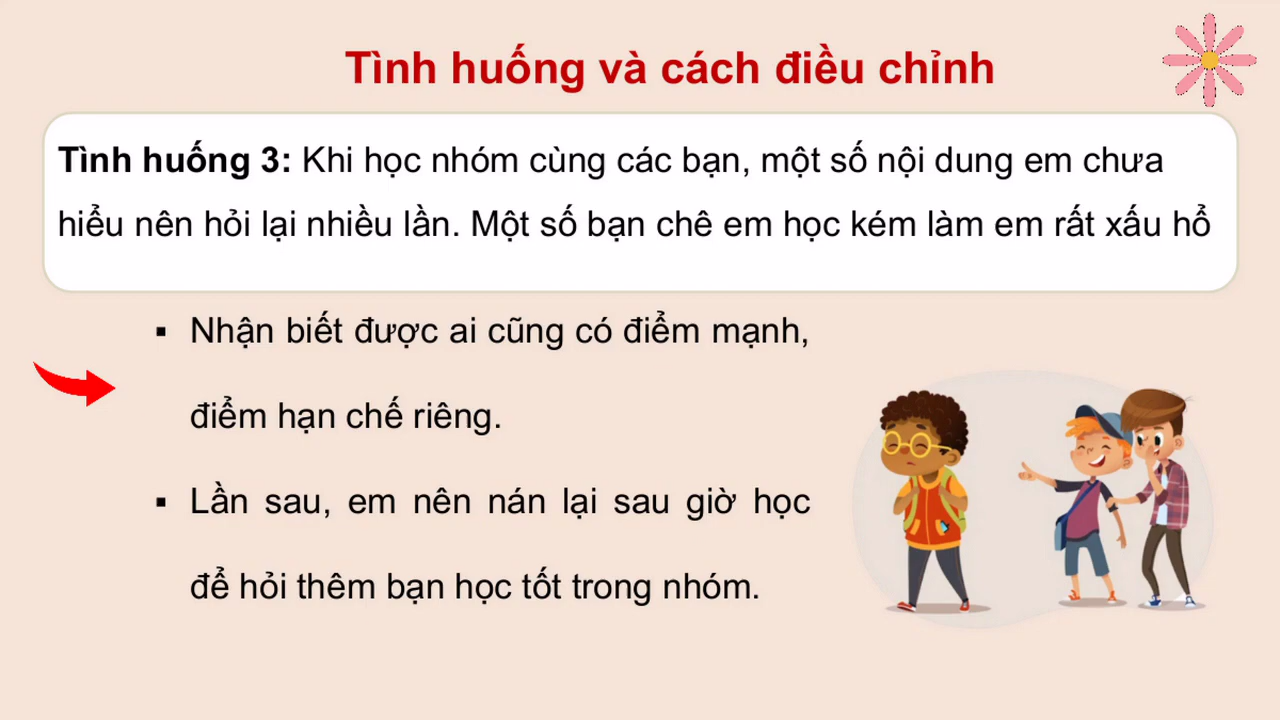 Tình huống và cách điều chỉnh
Tình huống 3: Khi học nhóm cùng các bạn, một số nội dung em chưa
hiểu nên hỏi lại nhiều lần. Một số bạn chê em học kém làm em rất xấu hổ
▪ Nhận biết được ai cũng có điểm mạnh,
điểm hạn chế riêng.
▪ Lần sau, em nên nán lại sau giờ học
để hỏi thêm bạn học tốt trong nhóm.